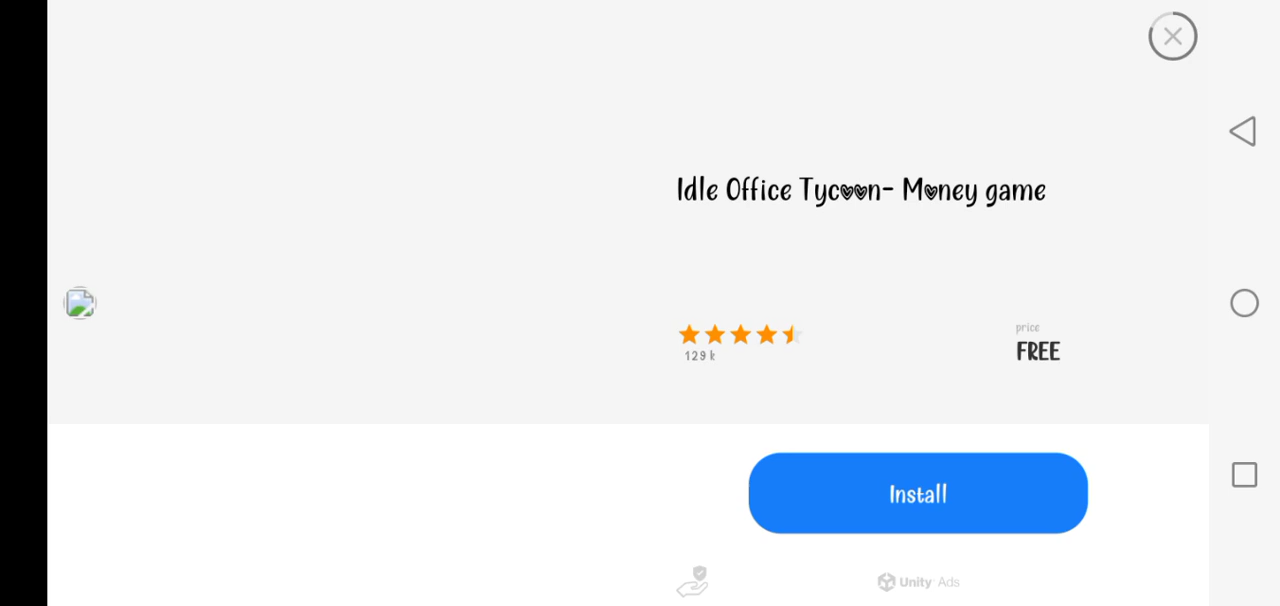 Idle Office Tycoon- Money game
price
FREE
129 k
Install
Unity Ads